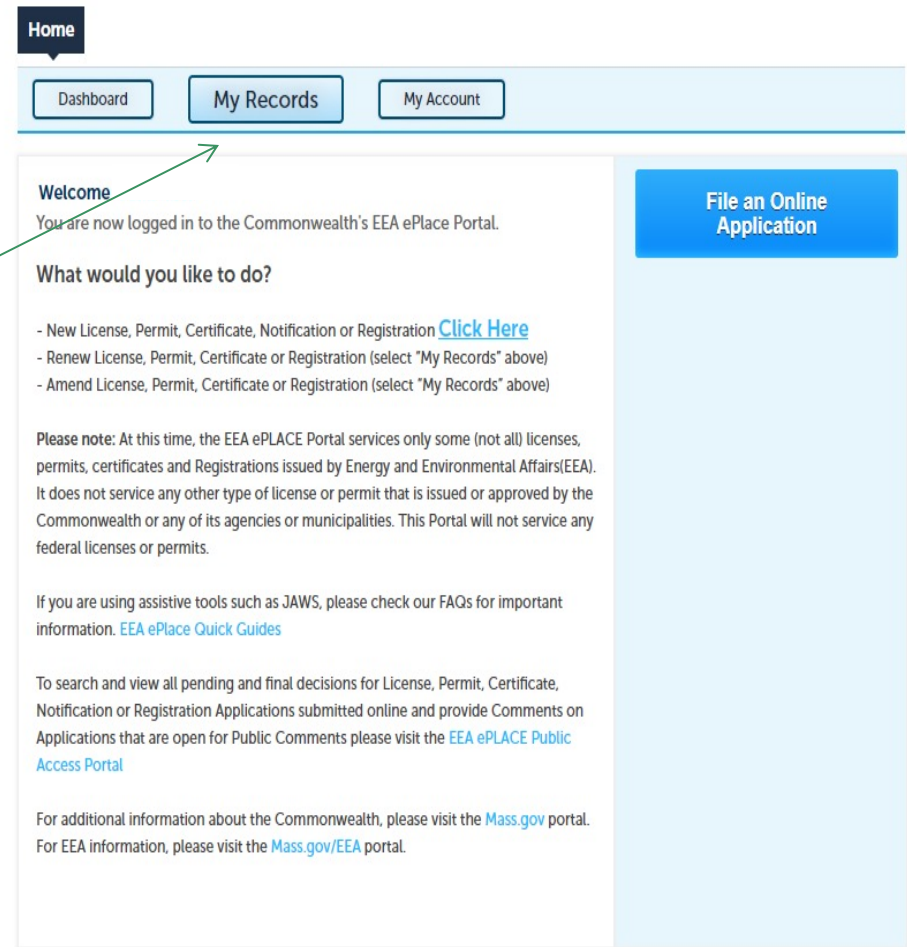 Home
Dashboard
My Records
My Account
Welcome
You are now logged in to the Commonwealth's EEA ePlace Portal.
What would you like to do?
- New License, Permit, Certificate, Notification or Registration Click Here
- Renew License, Permit, Certificate or Registration (select "My Records" above)
- Amend License, Permit, Certificate or Registration (select "My Records" above)
Please note: At this time, the EEA ePLACE Portal services only some (not all) licenses,
permits, certificates and Registrations issued by Energy and Environmental Affairs(EEA).
It does not service any other type of license or permit that is issued or approved by the
Commonwealth or any of its agencies or municipalities. This Portal will not service any
federal licenses or permits.
If you are using assistive tools such as JAWS, please check our FAQs for important
information. EEA ePlace Quick Guides
To search and view all pending and final decisions for License, Permit, Certificate,
Notification or Registration Applications submitted online and provide Comments on
Applications that are open for Public Comments please visit the EEA ePLACE Public
Access Portal
For additional information about the Commonwealth, please visit the Mass.gov portal.
For EEA information, please visit the Mass.gov/EEA portal.
File an Online
Application